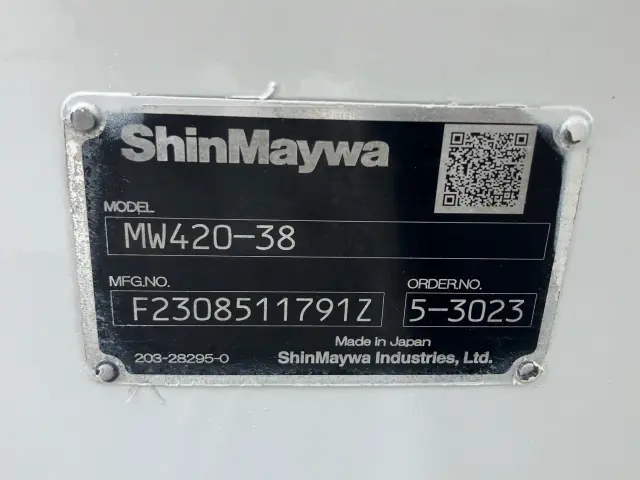 ShinMaywa
MODEL
MW420-38
MFG.NO.
F2308511791Z
ORDER.NO.
5-3023
Made in Japan
203-28295-0
ShinMaywa Industries, Ltd.